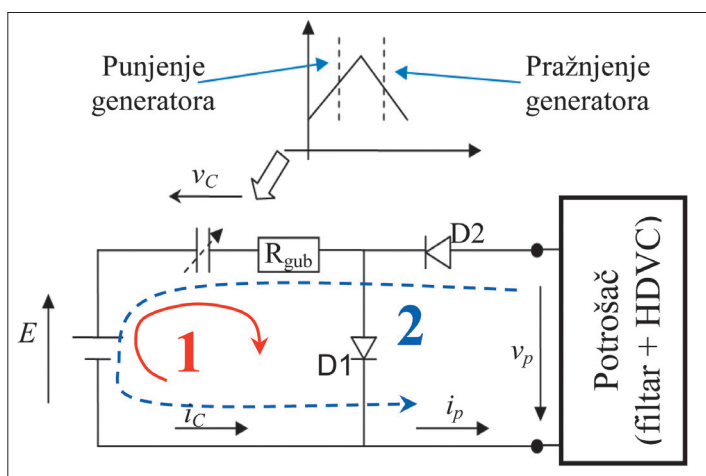 Punjenje
generatora
Pražnjenje
generatora
v_C
R_gub
D2
E
1
2
D1
v_p
i_C
i_p
Potrošač
(filtar + HDVC)